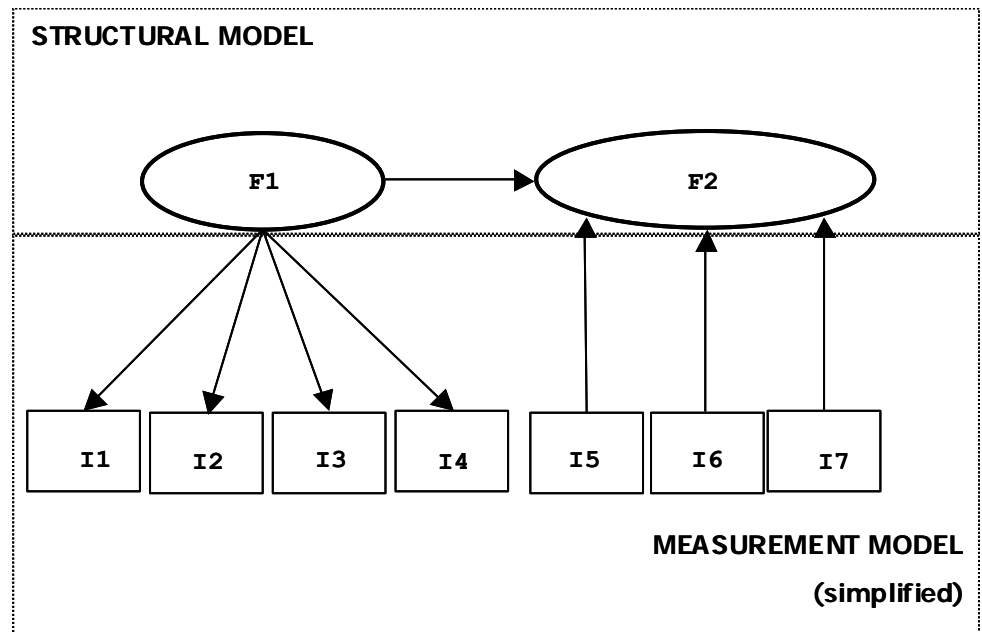 STRUCTURAL MODEL
F1
F2
I1
I2
I3
I4
I5
I6
I7
MEASUREMENT MODEL
(simplified)